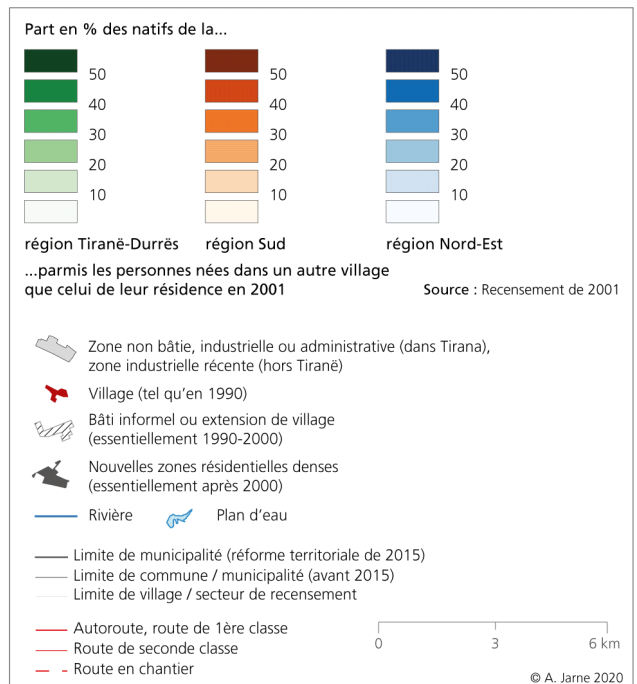 Part en % des natifs de la...
50 50 50
40 40 40
30 30 30
20 20 20
10 10 10
région Tiranë-Durrës région Sud région Nord-Est
...parmis les personnes nées dans un autre village
que celui de leur résidence en 2001 Source : Recensement de 2001
Zone non bâtie, industrielle ou administrative (dans Tirana),
zone industrielle récente (hors Tiranë)
Village (tel qu'en 1990)
Bâti informel ou extension de village
(essentiellement 1990-2000)
Nouvelles zones résidentielles denses
(essentiellement après 2000)
Rivière Plan d'eau
Limite de municipalité (réforme territoriale de 2015)
Limite de commune / municipalité (avant 2015)
Limite de village / secteur de recensement
Autoroute, route de 1ère classe
Route de seconde classe
Route en chantier
0 3 6 km
© A. Jarne 2020